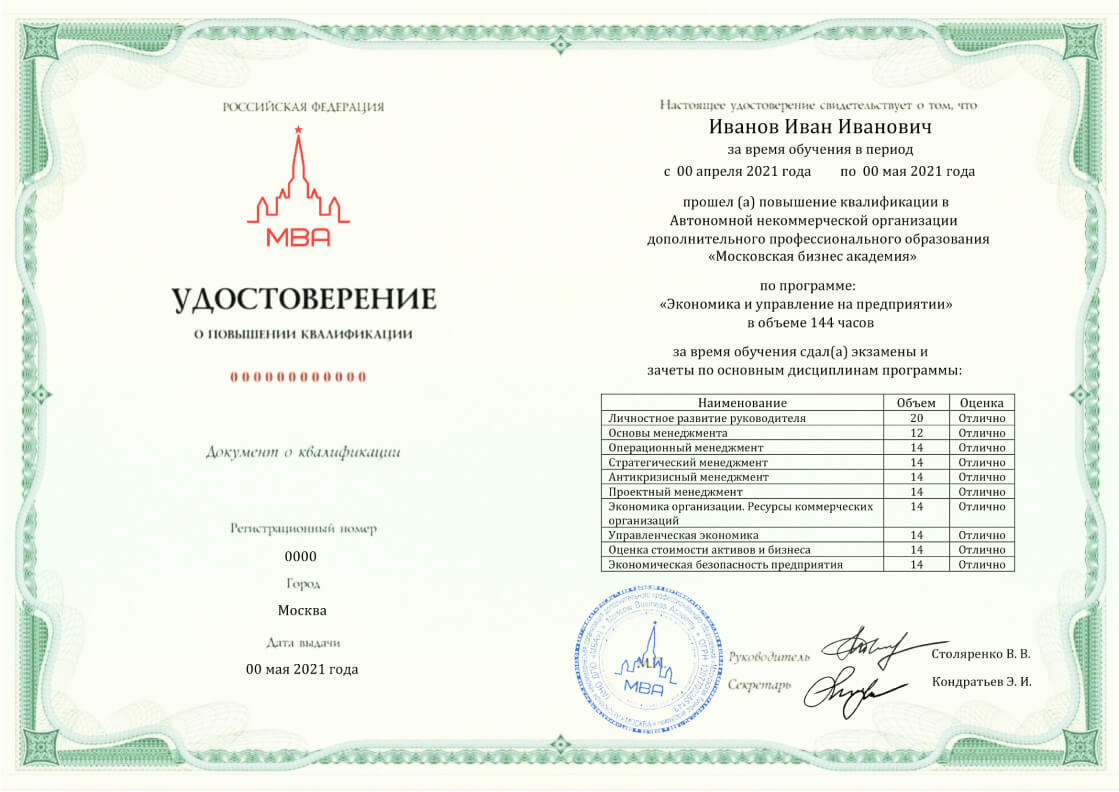 РОССИЙСКАЯ ФЕДЕРАЦИЯ
МВА
УДОСТОВЕРЕНИЕ
О ПОВЫШЕНИИ КВАЛИФИКАЦИИ
000000000000
Документ о квалификации
Регистрационный номер
0000
Город
Москва
Дата выдачи
00 мая 2021 года
Настоящее удостоверение свидетельствует о том, что
Иванов Иван Иванович
за время обучения в период
с 00 апреля 2021 года по 00 мая 2021 года
прошел (а) повышение квалификации в
Автономной некоммерческой организации
дополнительного профессионального образования
«Московская бизнес академия»
по программе:
«Экономика и управление на предприятии»
в объеме 144 часов
за время обучения сдал(а) экзамены и
зачеты по основным дисциплинам программы:
Наименование Объем Оценка
Личностное развитие руководителя 20 Отлично
Основы менеджмента 12 Отлично
Операционный менеджмент 14 Отлично
Стратегический менеджмент 14 Отлично
Антикризисный менеджмент 14 Отлично
Проектный менеджмент 14 Отлично
Экономика организации. Ресурсы коммерческих 14 Отлично
организаций
Управленческая экономика 14 Отлично
Оценка стоимости активов и бизнеса 14 Отлично
Экономическая безопасность предприятия 14 Отлично
Moscow Business Academy
М.И.
МВА
Руководитель Столяренко В. В.
Секретарь Кондратьев Э. И.